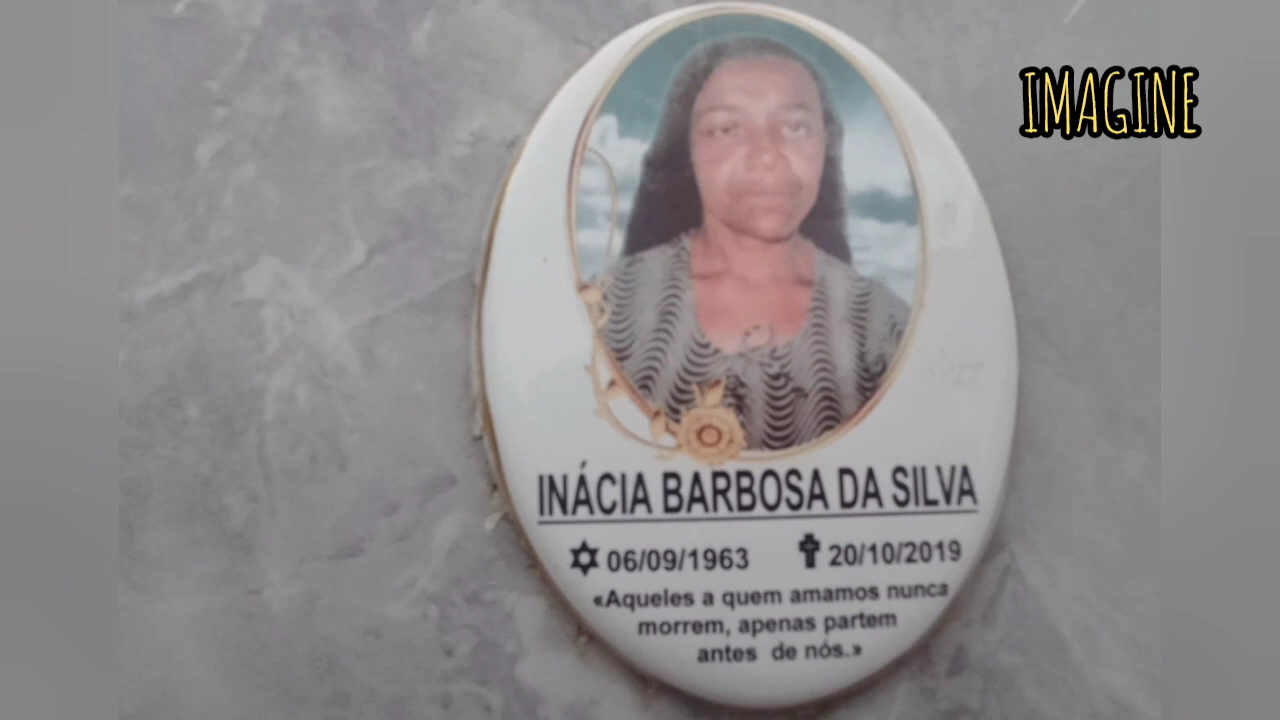 IMAGINE
INÁCIA BARBOSA DA SILVA
06/09/1963 20/10/2019
«Aqueles a quem amamos nunca
morrem, apenas partem
antes de nós.»